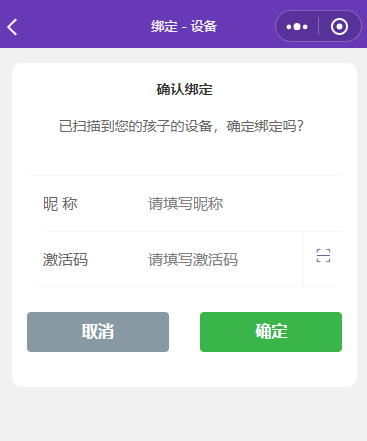 绑定 - 设备
确认绑定
已扫描到您的孩子的设备，确定绑定吗？
昵 称 请填写昵称
激活码 请填写激活码
取消 确定